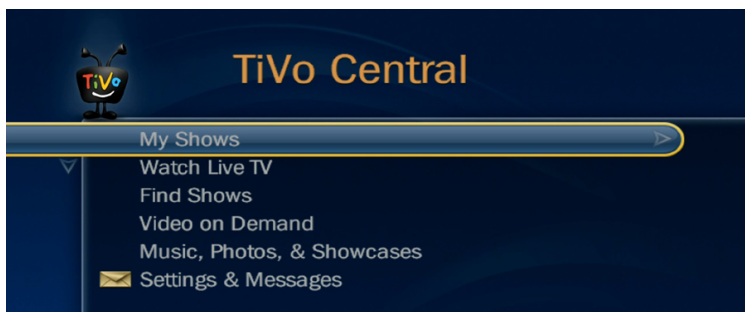 TiVo
TiVo Central
My Shows
Watch Live TV
Find Shows
Video on Demand
Music, Photos, & Showcases
Settings & Messages